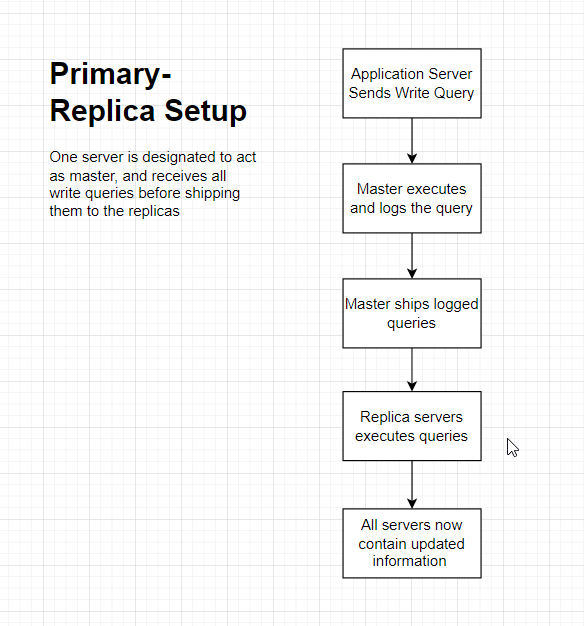 Primary-
Replica Setup
One server is designated to act
as master, and receives all
write queries before shipping
them to the replicas
Application Server
Sends Write Query
Master executes
and logs the query
Master ships logged
queries
Replica servers
executes queries
All servers now
contain updated
information